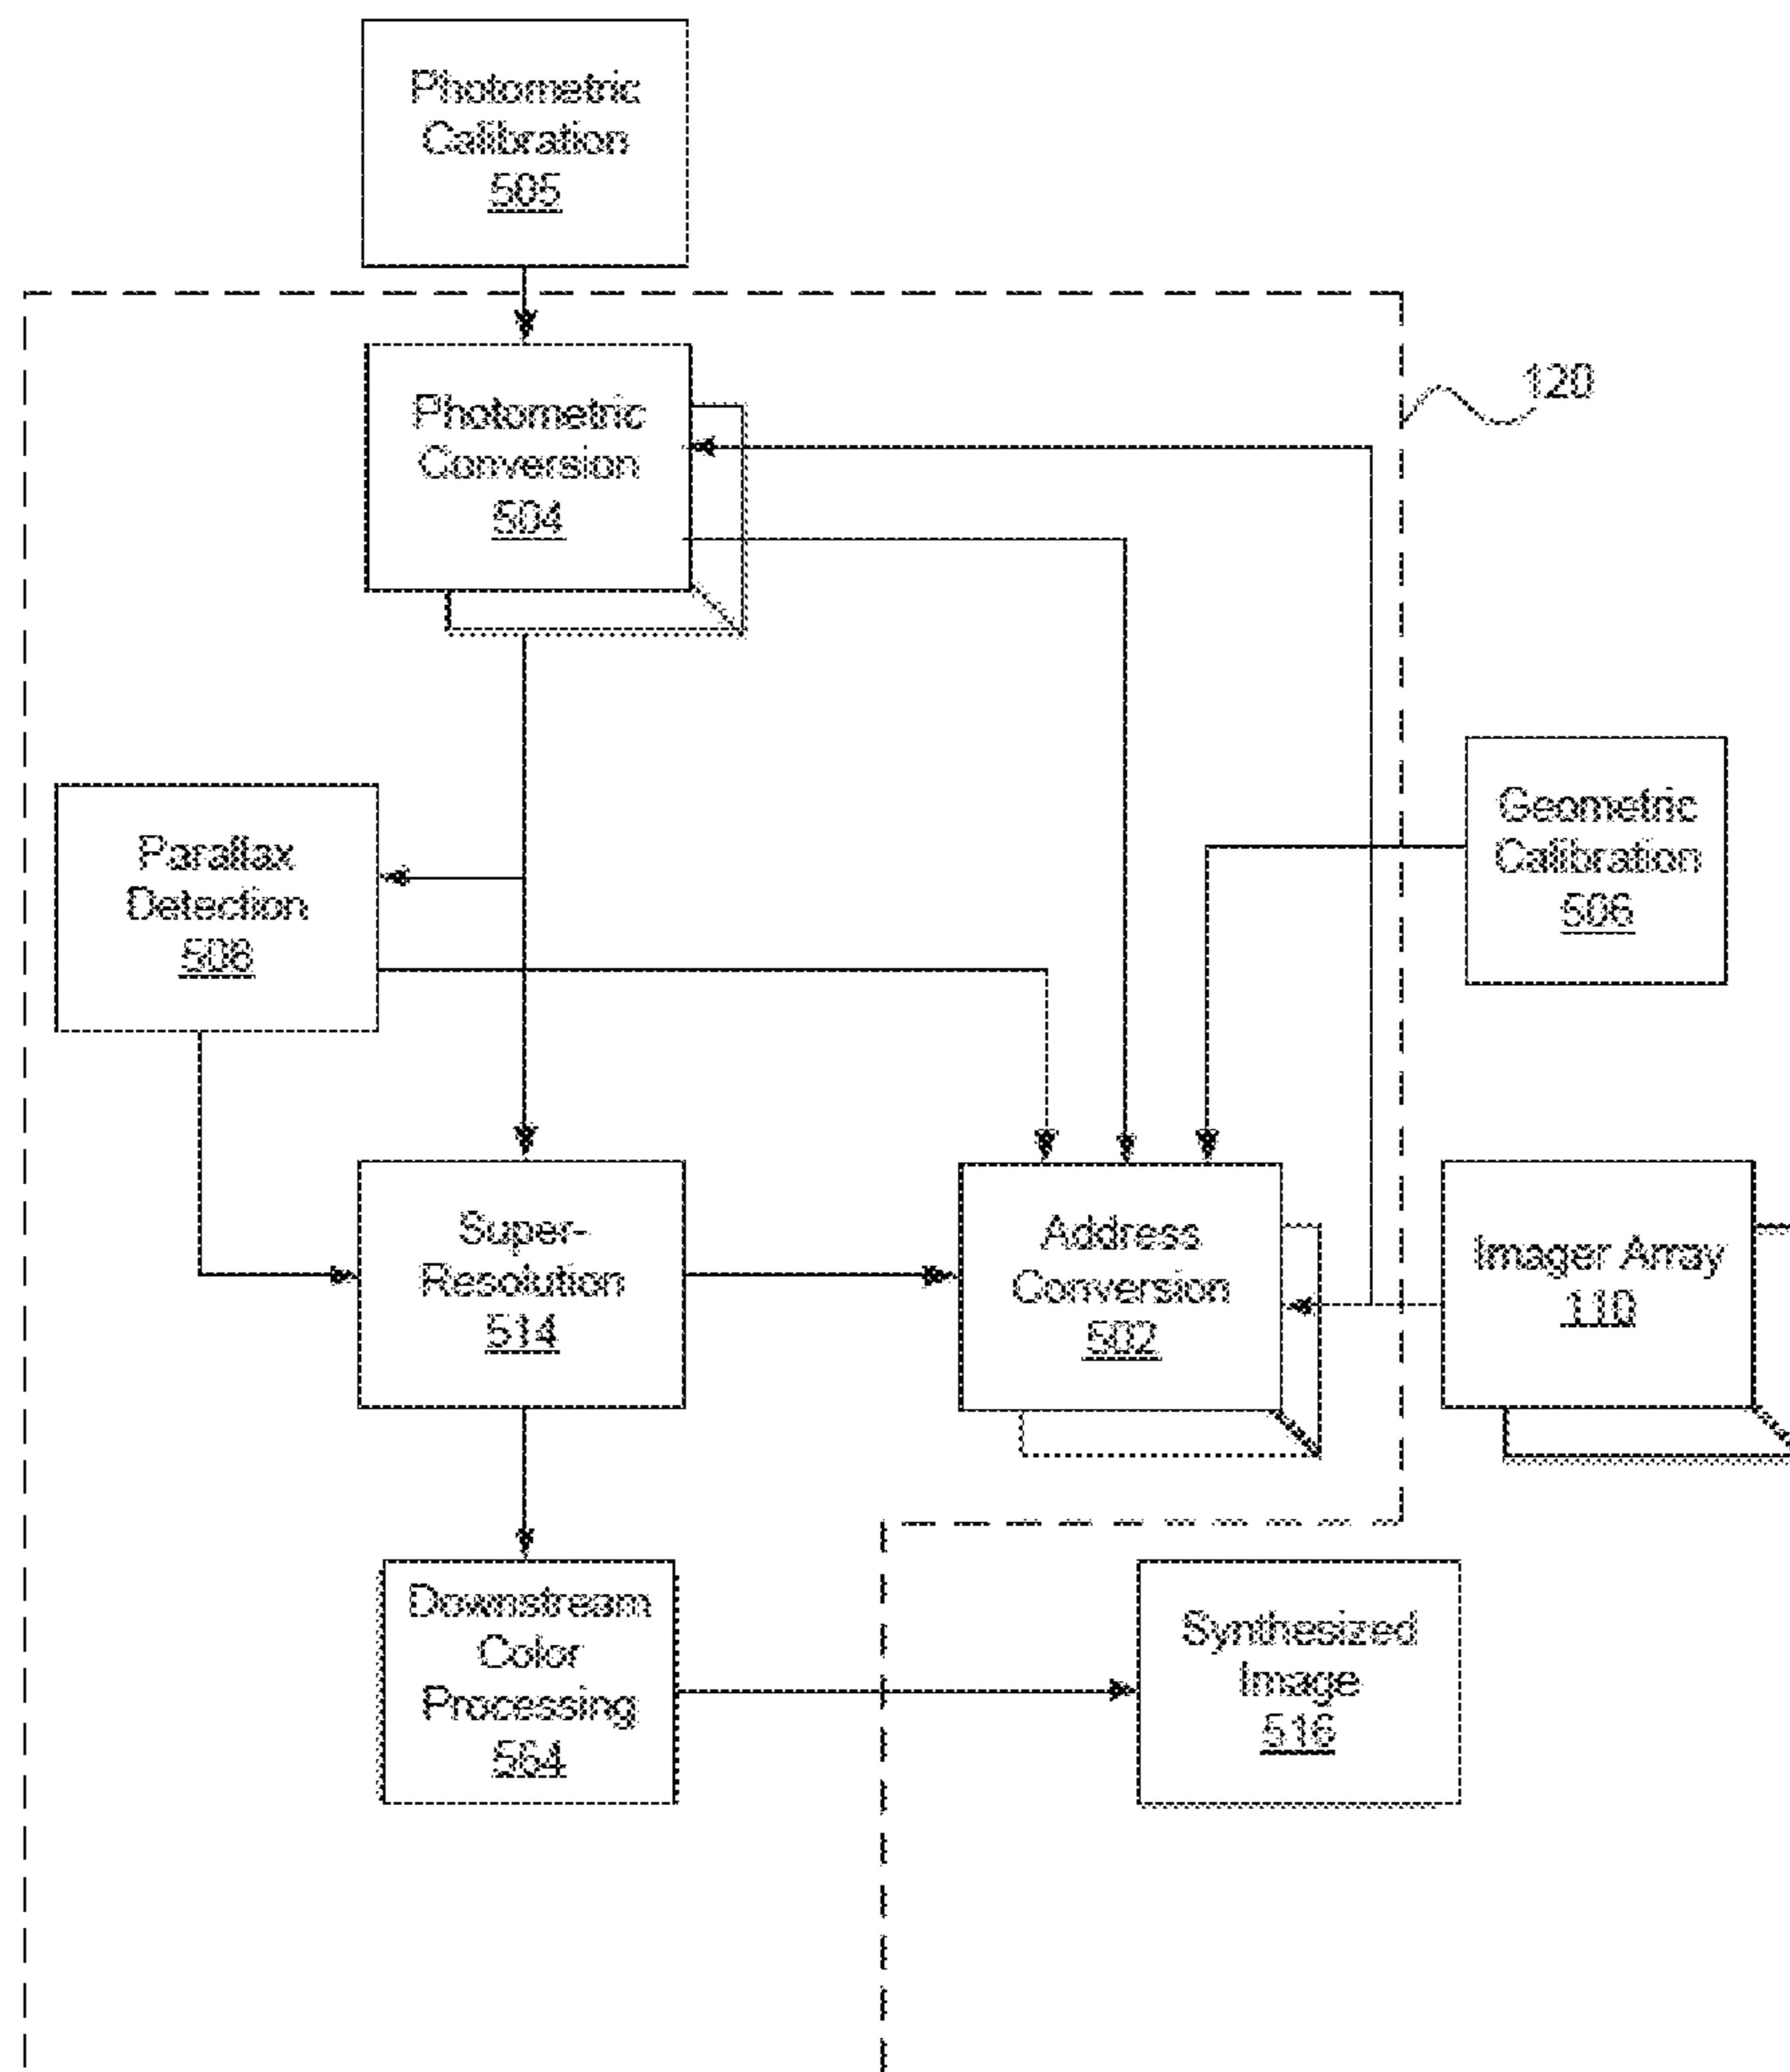 Photometric
Calibration
505
Photometric
Conversion
504
120
Parallax
Detection
508
Geometric
Calibration
506
Super-
Resolution
514
Address
Conversion
502
Imager Array
110
Downstream
Color
Processing
564
Synthesized
Image
516